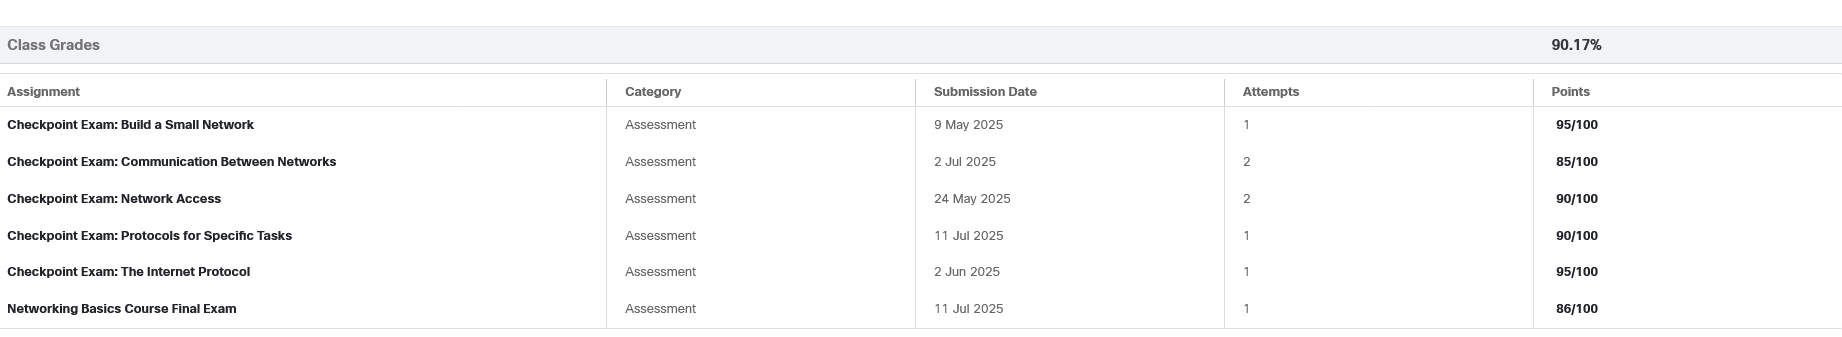 Class Grades 90.17%
Assignment Category Submission Date Attempts Points
Checkpoint Exam: Build a Small Network Assessment 9 May 2025 1 95/100
Checkpoint Exam: Communication Between Networks Assessment 2 Jul 2025 2 85/100
Checkpoint Exam: Network Access Assessment 24 May 2025 2 90/100
Checkpoint Exam: Protocols for Specific Tasks Assessment 11 Jul 2025 1 90/100
Checkpoint Exam: The Internet Protocol Assessment 2 Jun 2025 1 95/100
Networking Basics Course Final Exam Assessment 11 Jul 2025 1 86/100